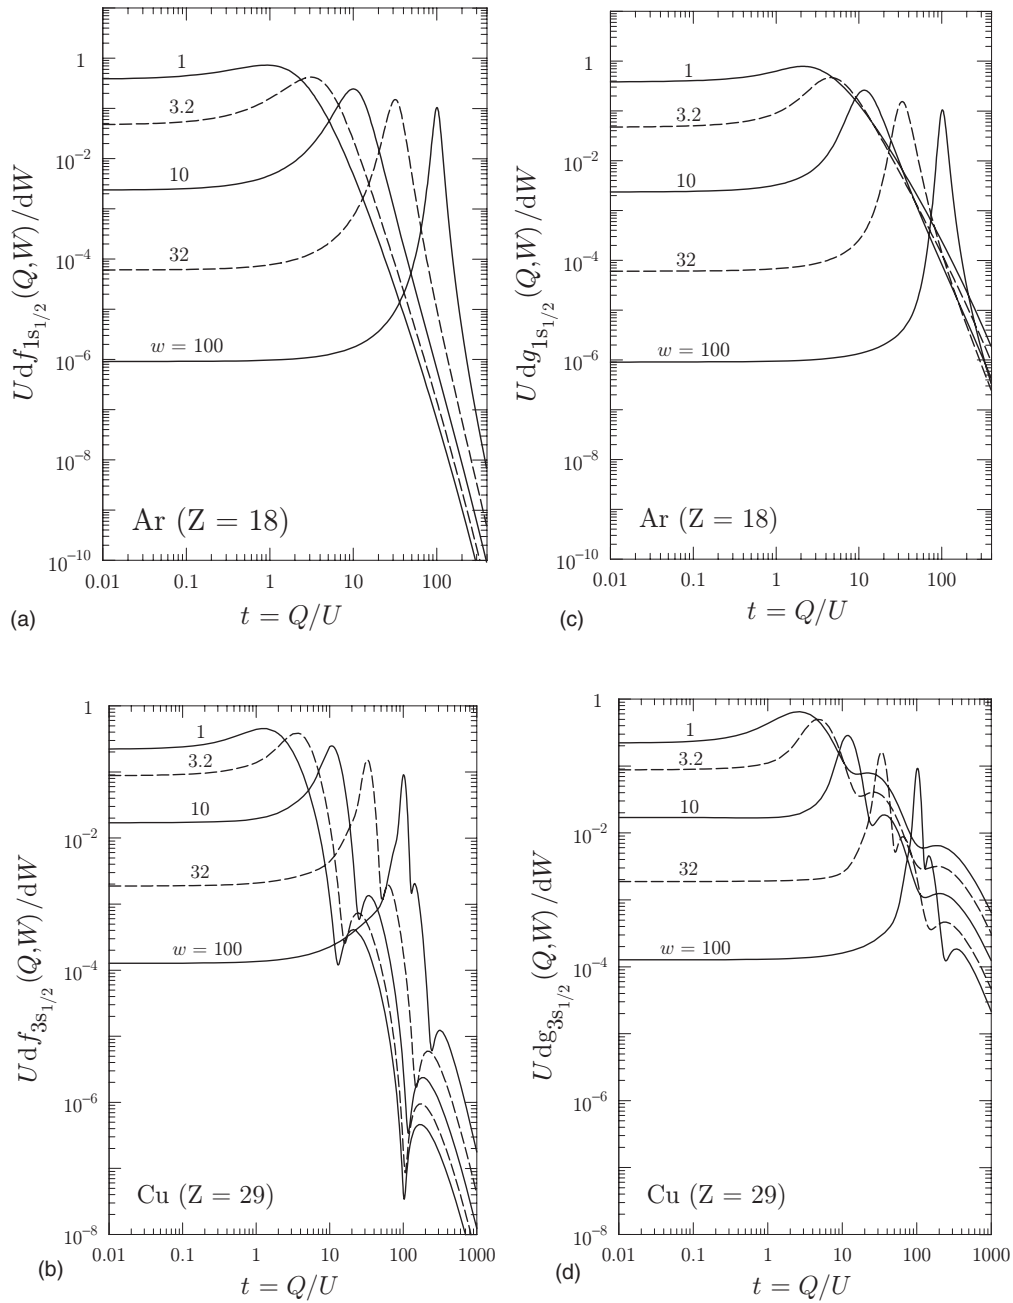 1
3.2
10
32
w = 100
1
10⁻²
10⁻⁴
10⁻⁶
10⁻⁸
10⁻¹⁰
U df1s1/2(Q,W)/dW
Ar (Z = 18)
0.01 0.1 1 10 100
t = Q/U
(a)
1
3.2
10
32
w = 100
1
10⁻²
10⁻⁴
10⁻⁶
10⁻⁸
10⁻¹⁰
U dg1s1/2(Q,W)/dW
Ar (Z = 18)
0.01 0.1 1 10 100
t = Q/U
(c)
1
3.2
10
32
w = 100
1
10⁻²
10⁻⁴
10⁻⁶
10⁻⁸
U df3s1/2(Q,W)/dW
Cu (Z = 29)
0.01 0.1 1 10 100 1000
t = Q/U
(b)
1
3.2
10
32
w = 100
1
10⁻²
10⁻⁴
10⁻⁶
10⁻⁸
U dg3s1/2(Q,W)/dW
Cu (Z = 29)
0.01 0.1 1 10 100 1000
t = Q/U
(d)